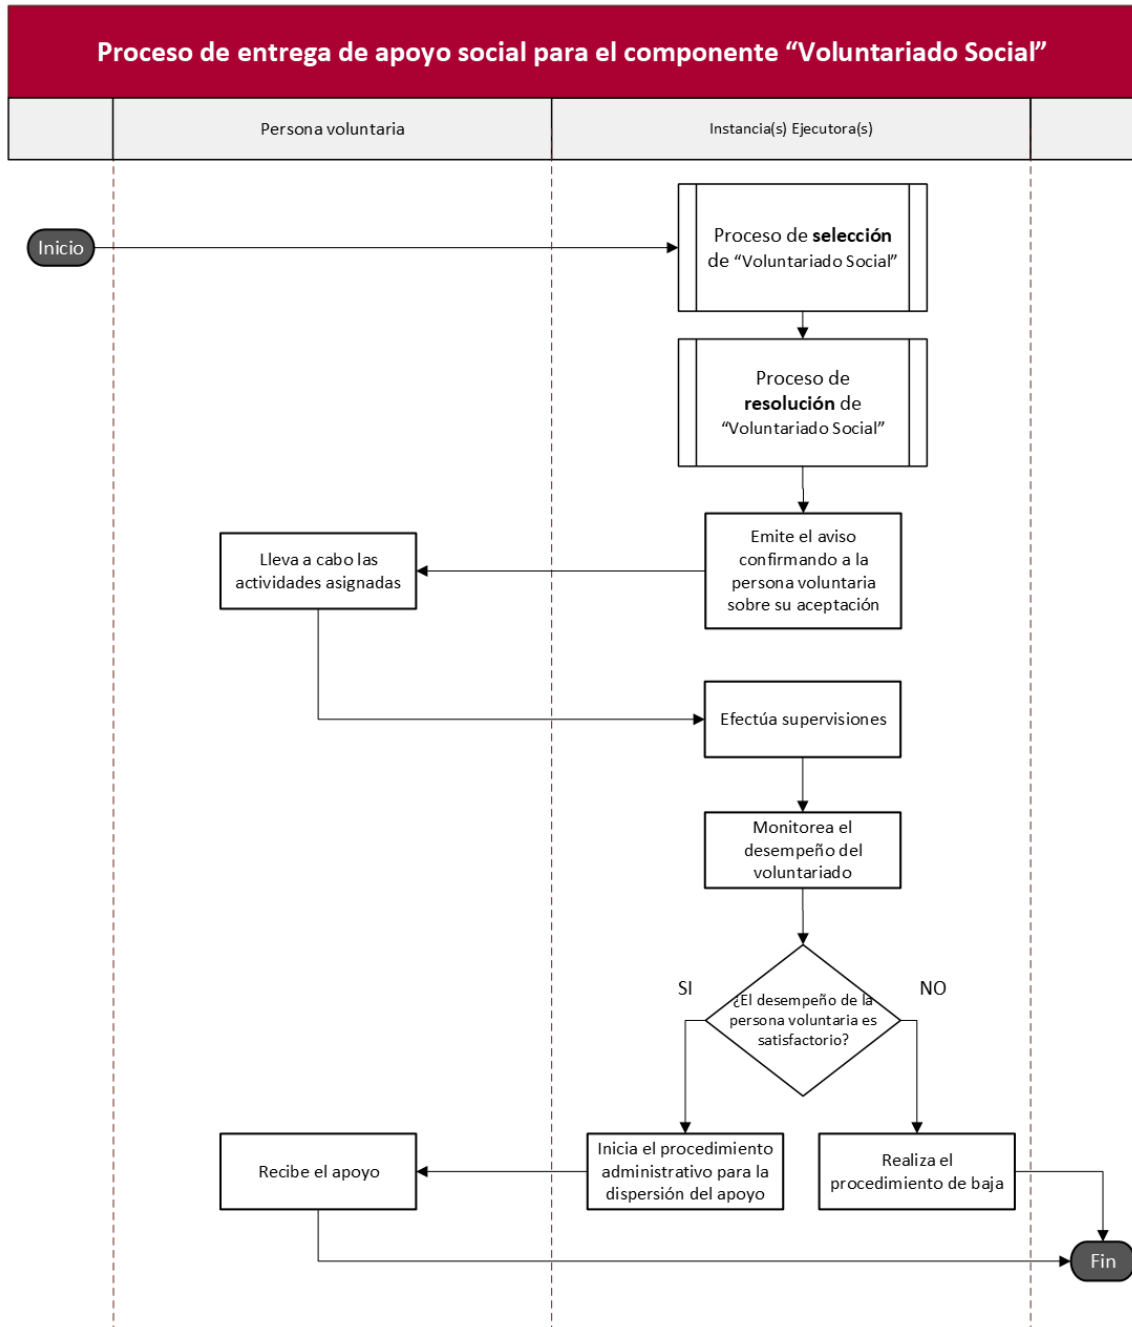 Proceso de entrega de apoyo social para el componente “Voluntariado Social”
Persona voluntaria
Instancia(s) Ejecutora(s)
Inicio
Proceso de selección
de “Voluntariado Social”
Proceso de
resolución de
“Voluntariado Social”
Emite el aviso
confirmando a la
persona voluntaria
sobre su aceptación
Lleva a cabo las
actividades asignadas
Efectúa supervisiones
Monitorea el
desempeño del
voluntariado
SI
NO
¿El desempeño de la
persona voluntaria es
satisfactorio?
Recibe el apoyo
Inicia el procedimiento
administrativo para la
dispersión del apoyo
Realiza el
procedimiento de baja
Fin